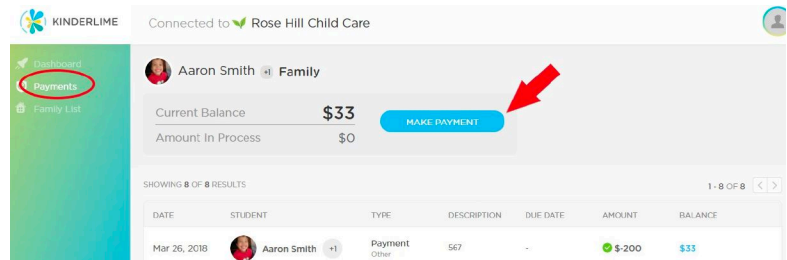 KINDERLIME
Connected to Rose Hill Child Care
Dashboard
Payments
Family List
Aaron Smith +1 Family
Current Balance $33
MAKE PAYMENT
Amount In Process $0
SHOWING 8 OF 8 RESULTS
1 - 8 OF 8
DATE STUDENT TYPE DESCRIPTION DUE DATE AMOUNT BALANCE
Mar 26, 2018 Aaron Smith +1 Payment 567 - $-200 $33
Other